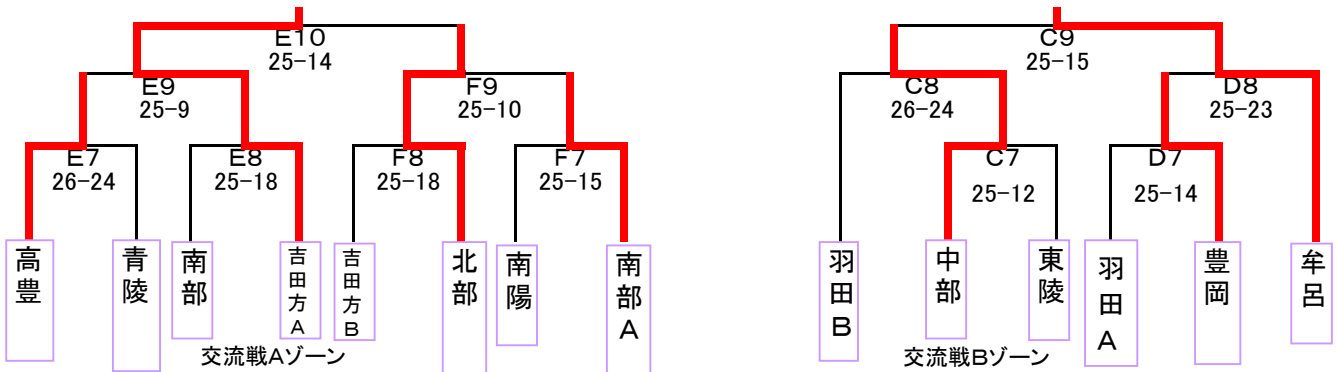 E10
25-14
E9
25-9
F9
25-10
E7
26-24
E8
25-18
F8
25-18
F7
25-15
高豊
青陵
南部
吉田方A
吉田方B
北部
南陽
南部A
交流戦Aゾーン
C9
25-15
C8
26-24
D8
25-23
C7
25-12
D7
25-14
羽田B
中部
東陵
羽田A
豊岡
牟呂
交流戦Bゾーン